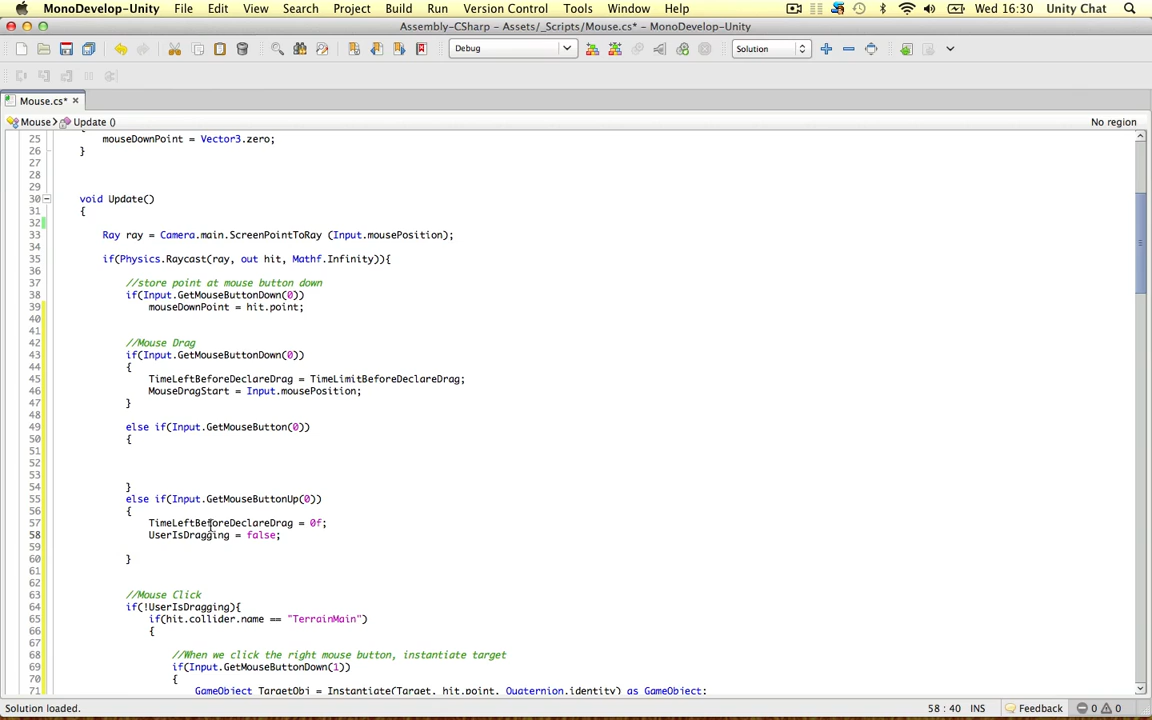 MonoDevelop-Unity File Edit View Search Project Build Run Version Control Tools Window Help Wed 16:30 Unity Chat
Assembly-CSharp - Assets/_Scripts/Mouse.cs* - MonoDevelop-Unity
Debug Solution
Mouse.cs*
Mouse Update () No region
25 mouseDownPoint = Vector3.zero;
26 }
27
28
29
30 void Update()
31 {
32
33 Ray ray = Camera.main.ScreenPointToRay (Input.mousePosition);
34
35 if(Physics.Raycast(ray, out hit, Mathf.Infinity)){
36
37 //store point at mouse button down
38 if(Input.GetMouseButtonDown(0))
39 mouseDownPoint = hit.point;
40
41
42 //Mouse Drag
43 if(Input.GetMouseButtonDown(0))
44 {
45 TimeLeftBeforeDeclareDrag = TimeLimitBeforeDeclareDrag;
46 MouseDragStart = Input.mousePosition;
47 }
48
49 else if(Input.GetMouseButton(0))
50 {
51
52
53
54 }
55 else if(Input.GetMouseButtonUp(0))
56 {
57 TimeLeftBeforeDeclareDrag = 0f;
58 UserIsDragging = false;
59
60 }
61
62
63 //Mouse Click
64 if(!UserIsDragging){
65 if(hit.collider.name == "TerrainMain")
66 {
67
68 //When we click the right mouse button, instantiate target
69 if(Input.GetMouseButtonDown(1))
70 {
71 GameObject TargetObj = Instantiate(Target, hit.point, Quaternion.identity) as GameObject;
Solution loaded. 58 : 40 INS Feedback 0 0